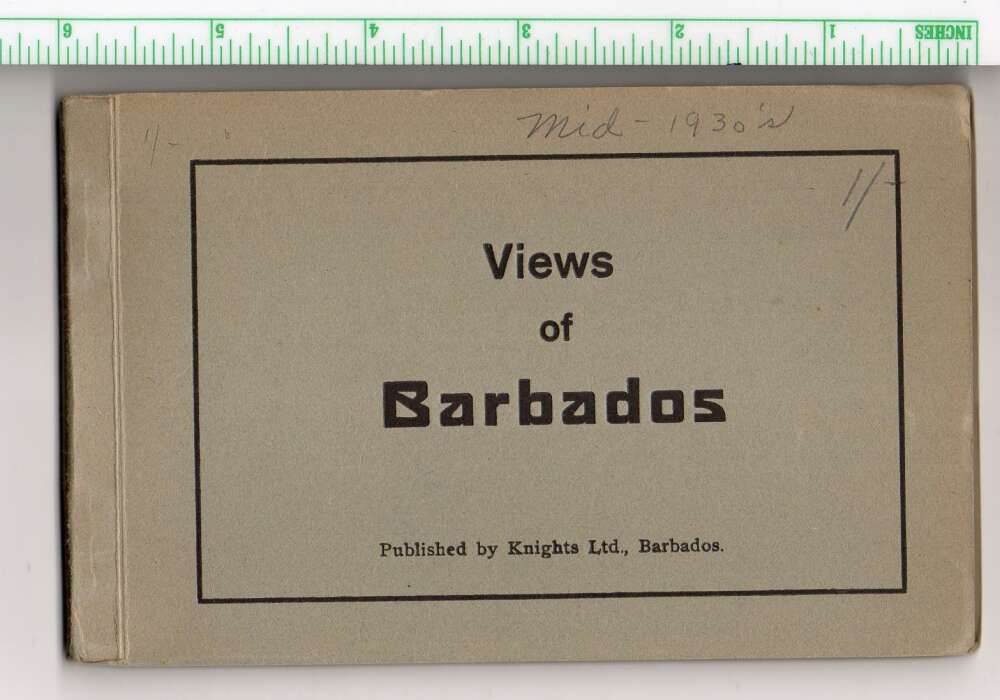 6 5 4 3 2 1 INCHES
Mid-1930's
1/-
1/-
Views
of
Barbados
Published by Knights Ltd., Barbados.